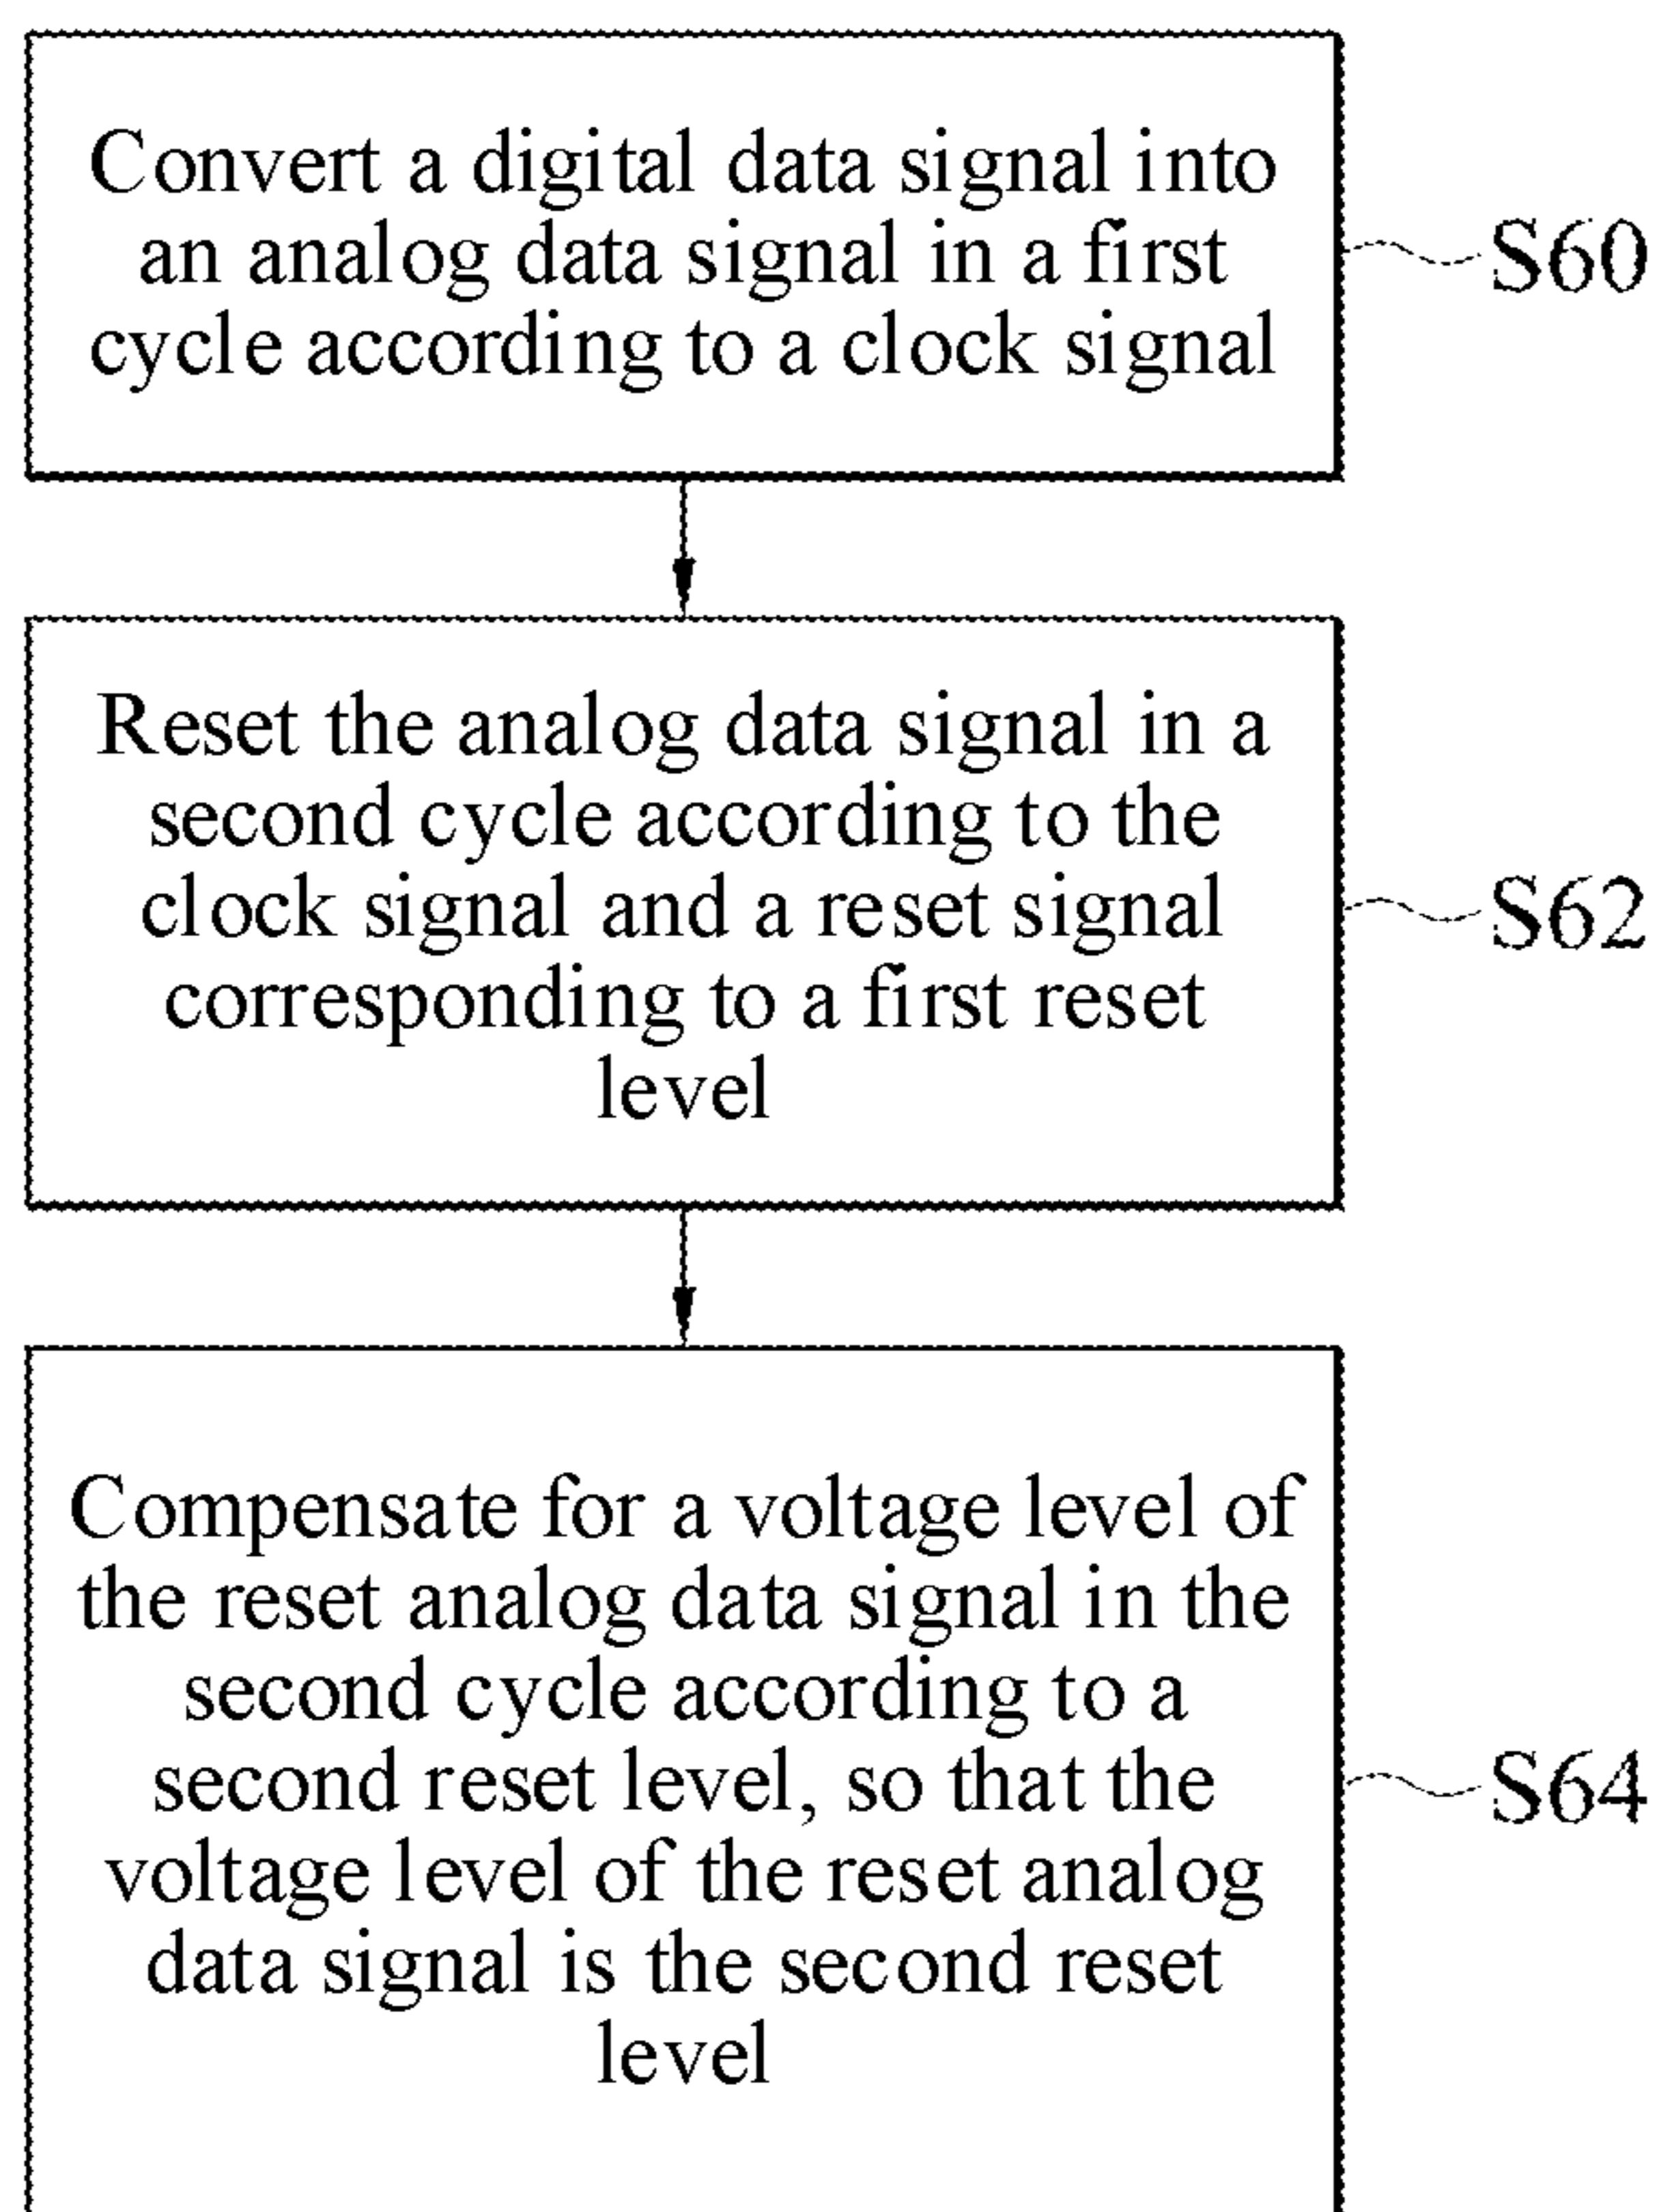 Convert a digital data signal into
an analog data signal in a first
cycle according to a clock signal
S60
Reset the analog data signal in a
second cycle according to the
clock signal and a reset signal
corresponding to a first reset
level
S62
Compensate for a voltage level of
the reset analog data signal in the
second cycle according to a
second reset level, so that the
voltage level of the reset analog
data signal is the second reset
level
S64